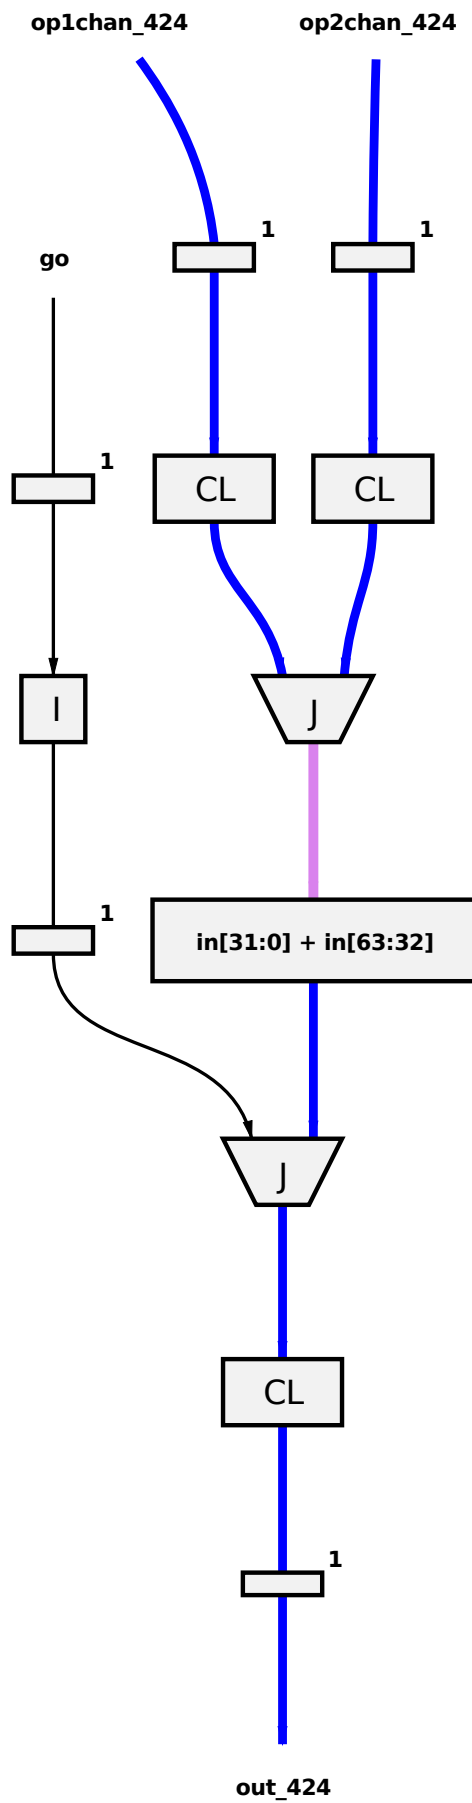 op1chan_424
op2chan_424
1
1
go
1
CL
CL
I
J
1
in[31:0] + in[63:32]
J
CL
1
out_424